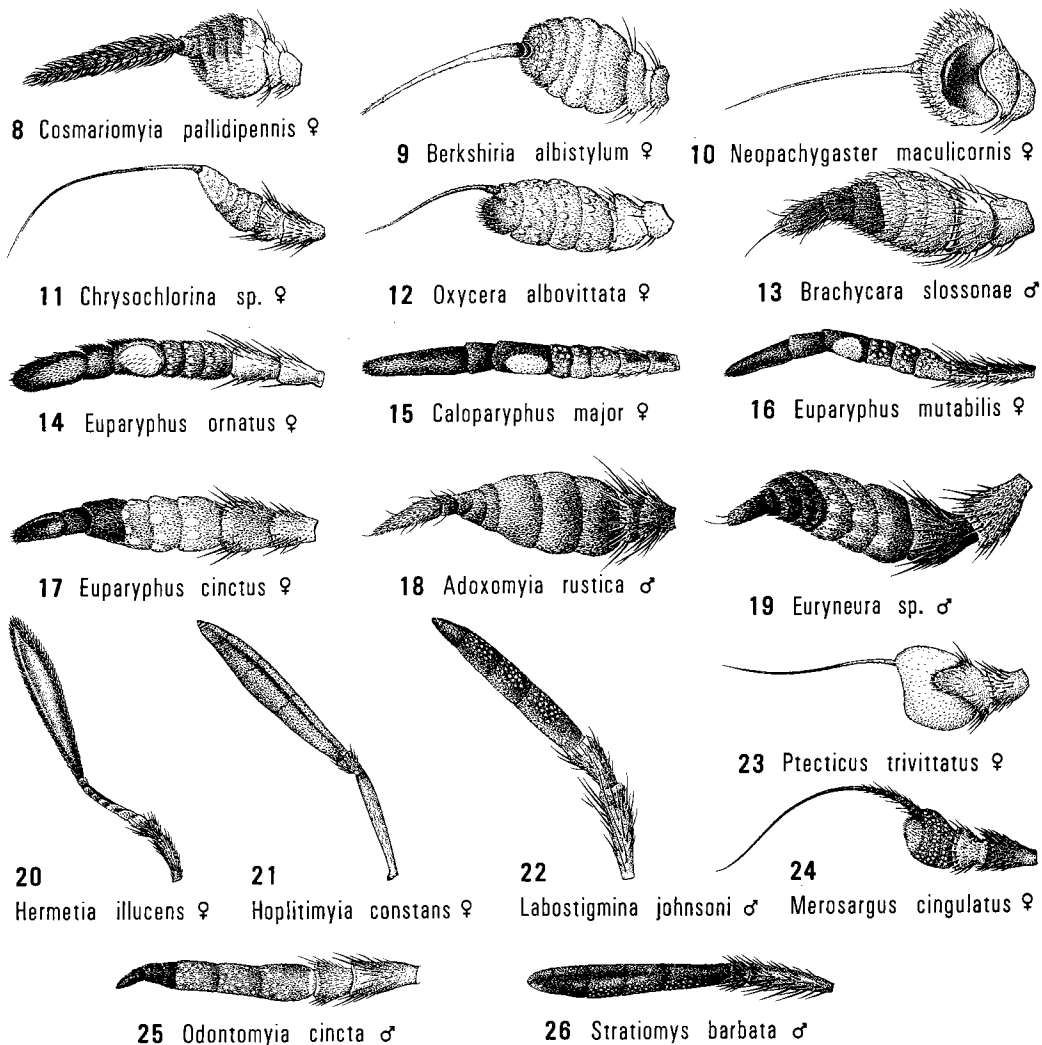 8 Cosmariomyia pallidipennis ♀
9 Berkshiria albistylum ♀
10 Neopachygaster maculicornis ♀
11 Chrysochlorina sp. ♀
12 Oxycera albovittata ♀
13 Brachycara slossonae ♂
14 Euparyphus ornatus ♀
15 Caloparyphus major ♀
16 Euparyphus mutabilis ♀
17 Euparyphus cinctus ♀
18 Adoxomyia rustica ♂
19 Euryneura sp. ♂
20
Hermetia illucens ♀
21
Hoplitimyia constans ♀
22
Labostigmina johnsoni ♂
23 Ptecticus trivittatus ♀
24
Merosargus cingulatus ♀
25 Odontomyia cincta ♂
26 Stratiomys barbata ♂